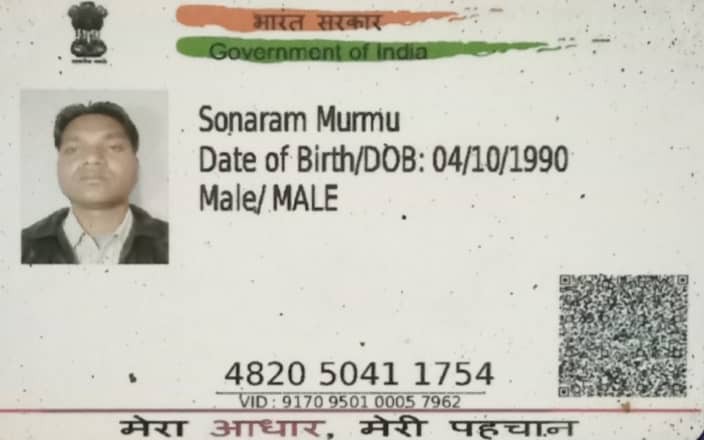 भारत सरकार
Government of India
Sonaram Murmu
Date of Birth/DOB: 04/10/1990
Male/ MALE
4820 5041 1754
VID : 9170 9501 0005 7962
मेरा आधार, मेरी पहचान